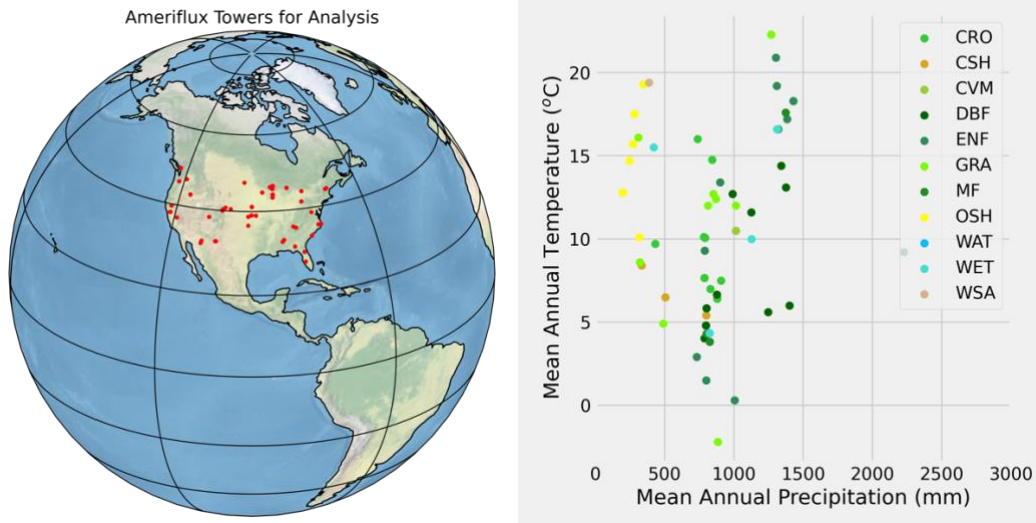 Ameriflux Towers for Analysis
CRO
CSH
CVM
DBF
ENF
GRA
MF
OSH
WAT
WET
WSA
Mean Annual Temperature (°C)
20
15
10
5
0
0 500 1000 1500 2000 2500 3000
Mean Annual Precipitation (mm)